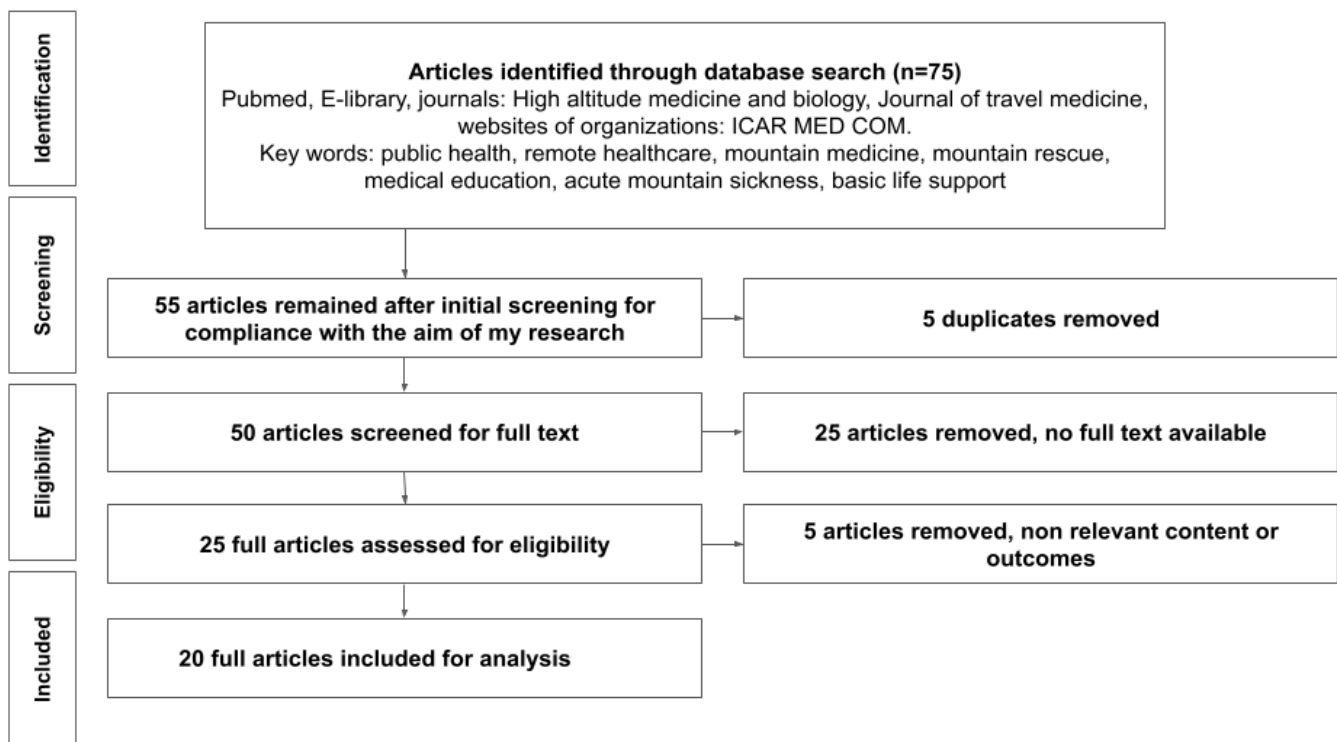 Identification
Articles identified through database search (n=75)
Pubmed, E-library, journals: High altitude medicine and biology, Journal of travel medicine,
websites of organizations: ICAR MED COM.
Key words: public health, remote healthcare, mountain medicine, mountain rescue,
medical education, acute mountain sickness, basic life support
Screening
55 articles remained after initial screening for
compliance with the aim of my research
5 duplicates removed
Eligibility
50 articles screened for full text
25 articles removed, no full text available
25 full articles assessed for eligibility
5 articles removed, non relevant content or
outcomes
Included
20 full articles included for analysis